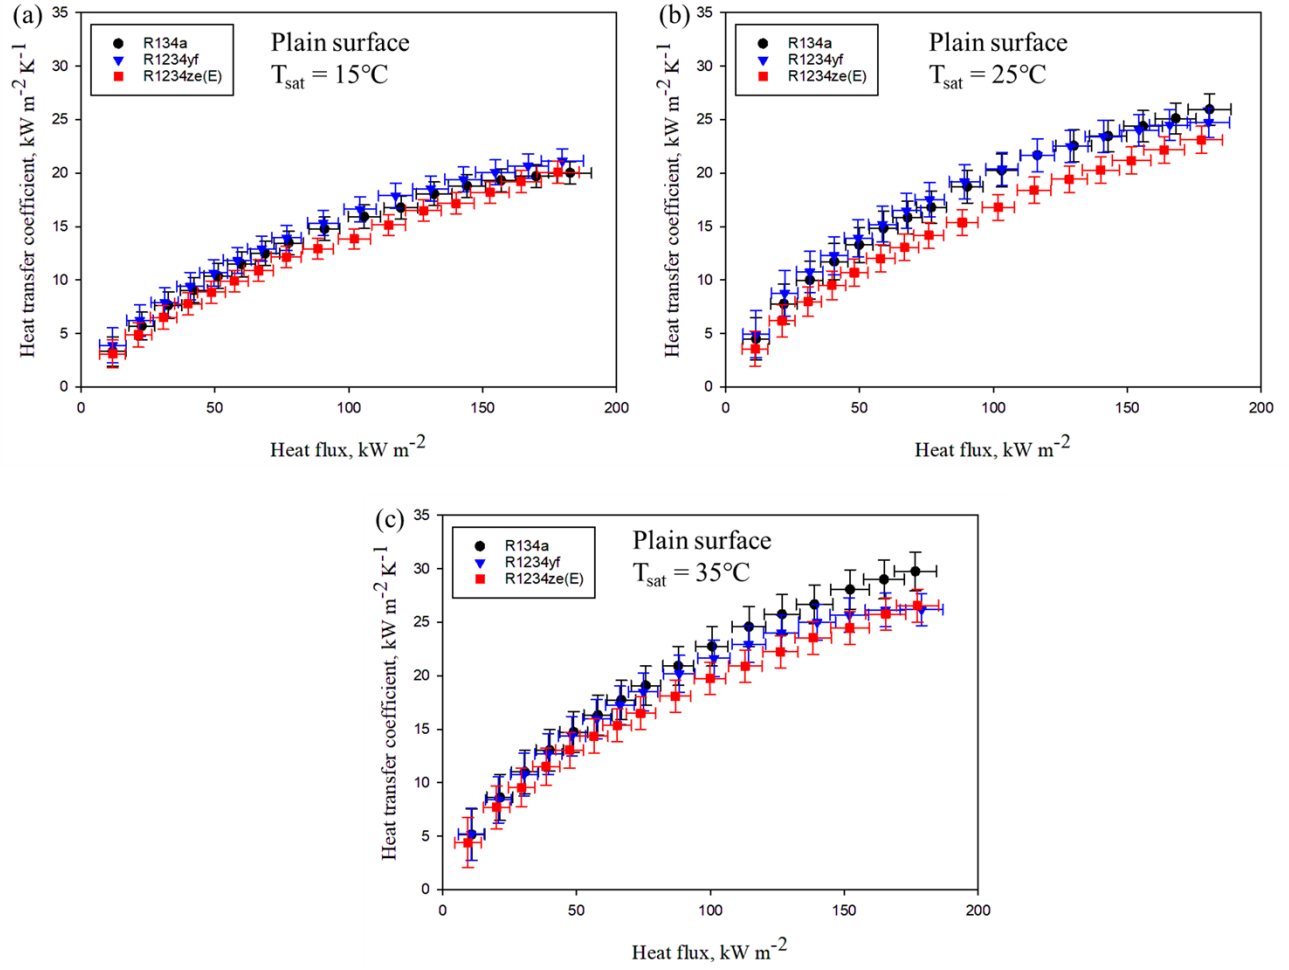 (a)
R134a
R1234yf
R1234ze(E)
Plain surface
Tsat = 15°C
Heat transfer coefficient, kW m-2 K-1
35
30
25
20
15
10
5
0
0 50 100 150 200
Heat flux, kW m-2
(b)
R134a
R1234yf
R1234ze(E)
Plain surface
Tsat = 25°C
Heat transfer coefficient, kW m-2 K-1
35
30
25
20
15
10
5
0
0 50 100 150 200
Heat flux, kW m-2
(c)
R134a
R1234yf
R1234ze(E)
Plain surface
Tsat = 35°C
Heat transfer coefficient, kW m-2 K-1
35
30
25
20
15
10
5
0
0 50 100 150 200
Heat flux, kW m-2